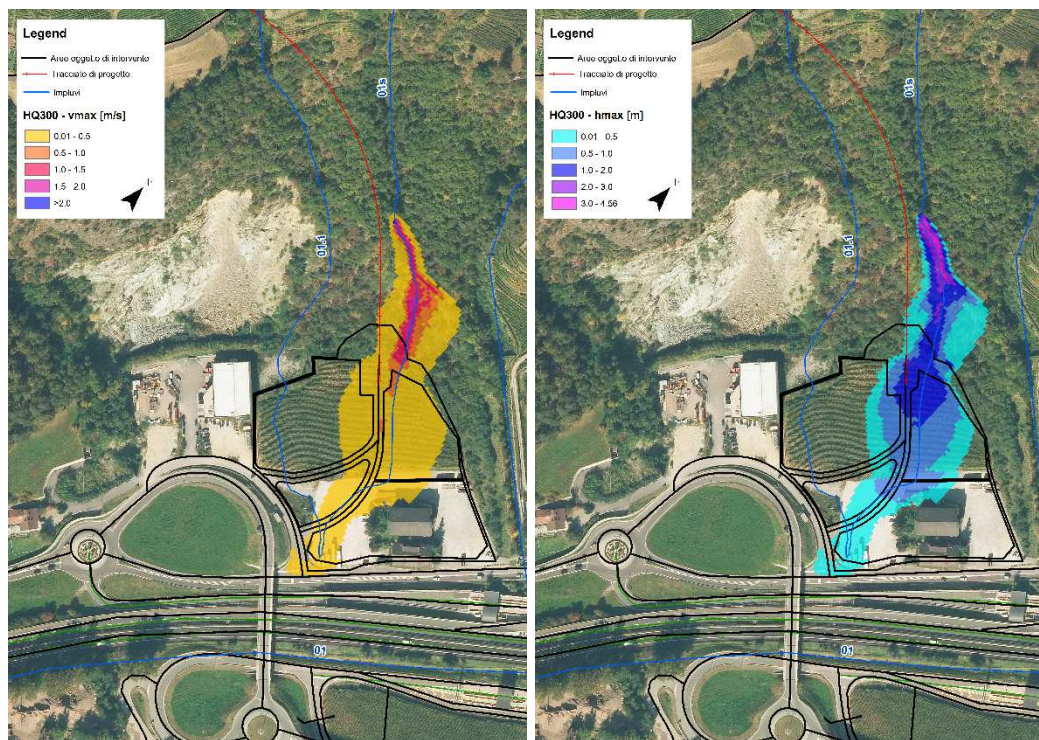 Legend
Aree oggetto di intervento
Tracciato di progetto
Impluvi
HQ300 - vmax [m/s]
0.01 - 0.5
0.5 - 1.0
1.0 - 1.5
1.5 - 2.0
>2.0
01s
01.1
01
Legend
Aree oggetto di intervento
Tracciato di progetto
Impluvi
HQ300 - hmax [m]
0.01 - 0.5
0.5 - 1.0
1.0 - 2.0
2.0 - 3.0
3.0 - 4.56
01s
01.1
01